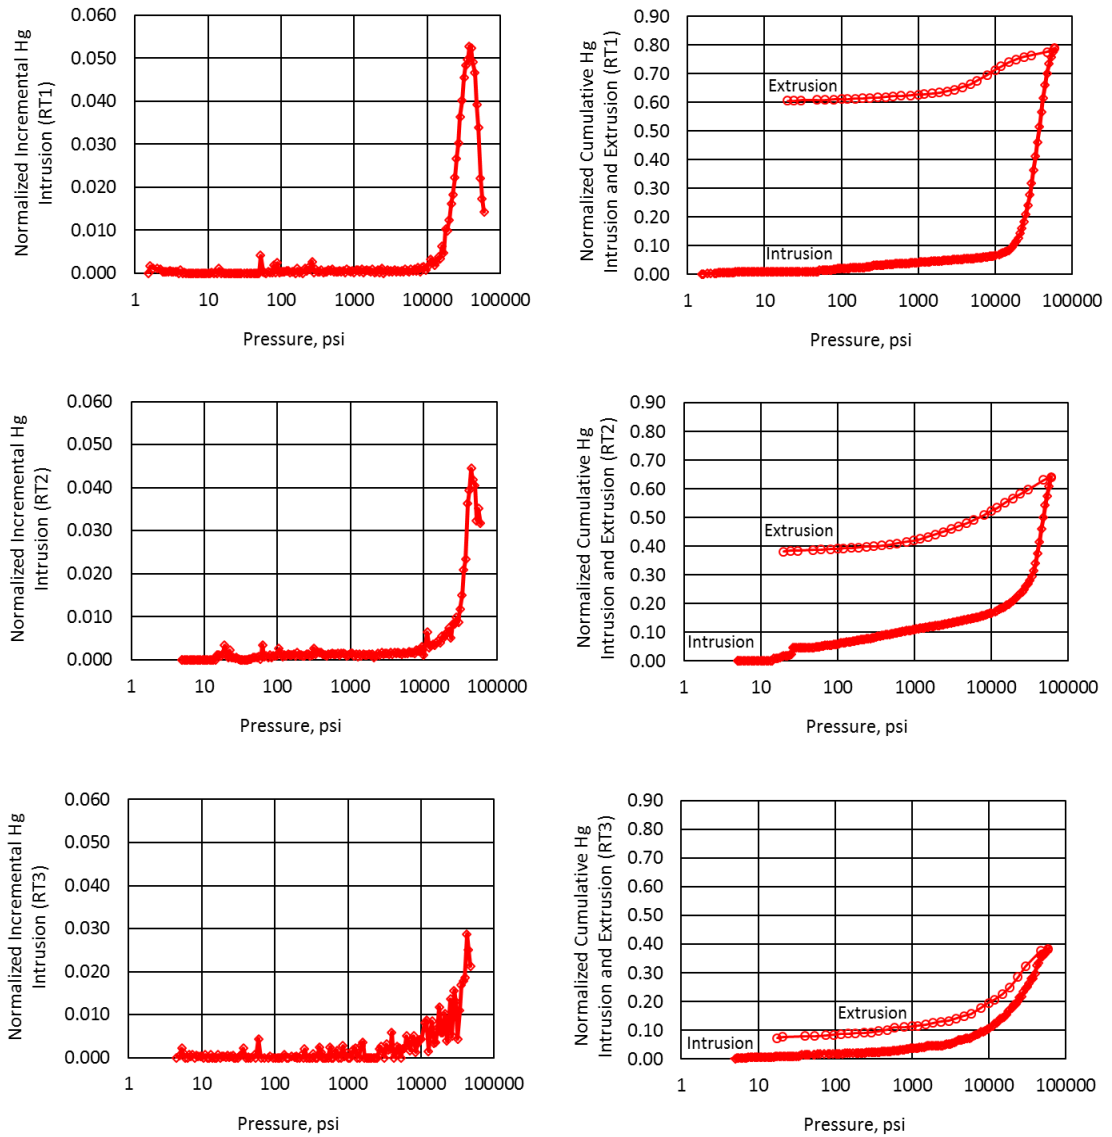 Normalized Incremental Hg
Intrusion (RT1)
0.060
0.050
0.040
0.030
0.020
0.010
0.000
1 10 100 1000 10000 100000
Pressure, psi
Normalized Cumulative Hg
Intrusion and Extrusion (RT1)
0.90
0.80
0.70
0.60
0.50
0.40
0.30
0.20
0.10
0.00
Extrusion
Intrusion
1 10 100 1000 10000 100000
Pressure, psi
Normalized Incremental Hg
Intrusion (RT2)
0.060
0.050
0.040
0.030
0.020
0.010
0.000
1 10 100 1000 10000 100000
Pressure, psi
Normalized Cumulative Hg
Intrusion and Extrusion (RT2)
0.90
0.80
0.70
0.60
0.50
0.40
0.30
0.20
0.10
0.00
Extrusion
Intrusion
1 10 100 1000 10000 100000
Pressure, psi
Normalized Incremental Hg
Intrusion (RT3)
0.060
0.050
0.040
0.030
0.020
0.010
0.000
1 10 100 1000 10000 100000
Pressure, psi
Normalized Cumulative Hg
Intrusion and Extrusion (RT3)
0.90
0.80
0.70
0.60
0.50
0.40
0.30
0.20
0.10
0.00
Extrusion
Intrusion
1 10 100 1000 10000 100000
Pressure, psi